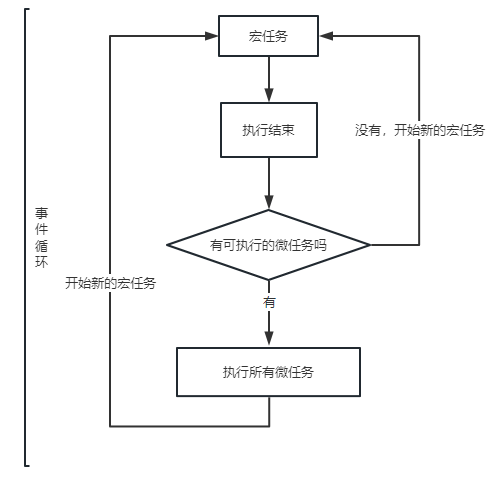 宏任务
执行结束
没有，开始新的宏任务
事件循环
有可执行的微任务吗
开始新的宏任务
有
执行所有微任务